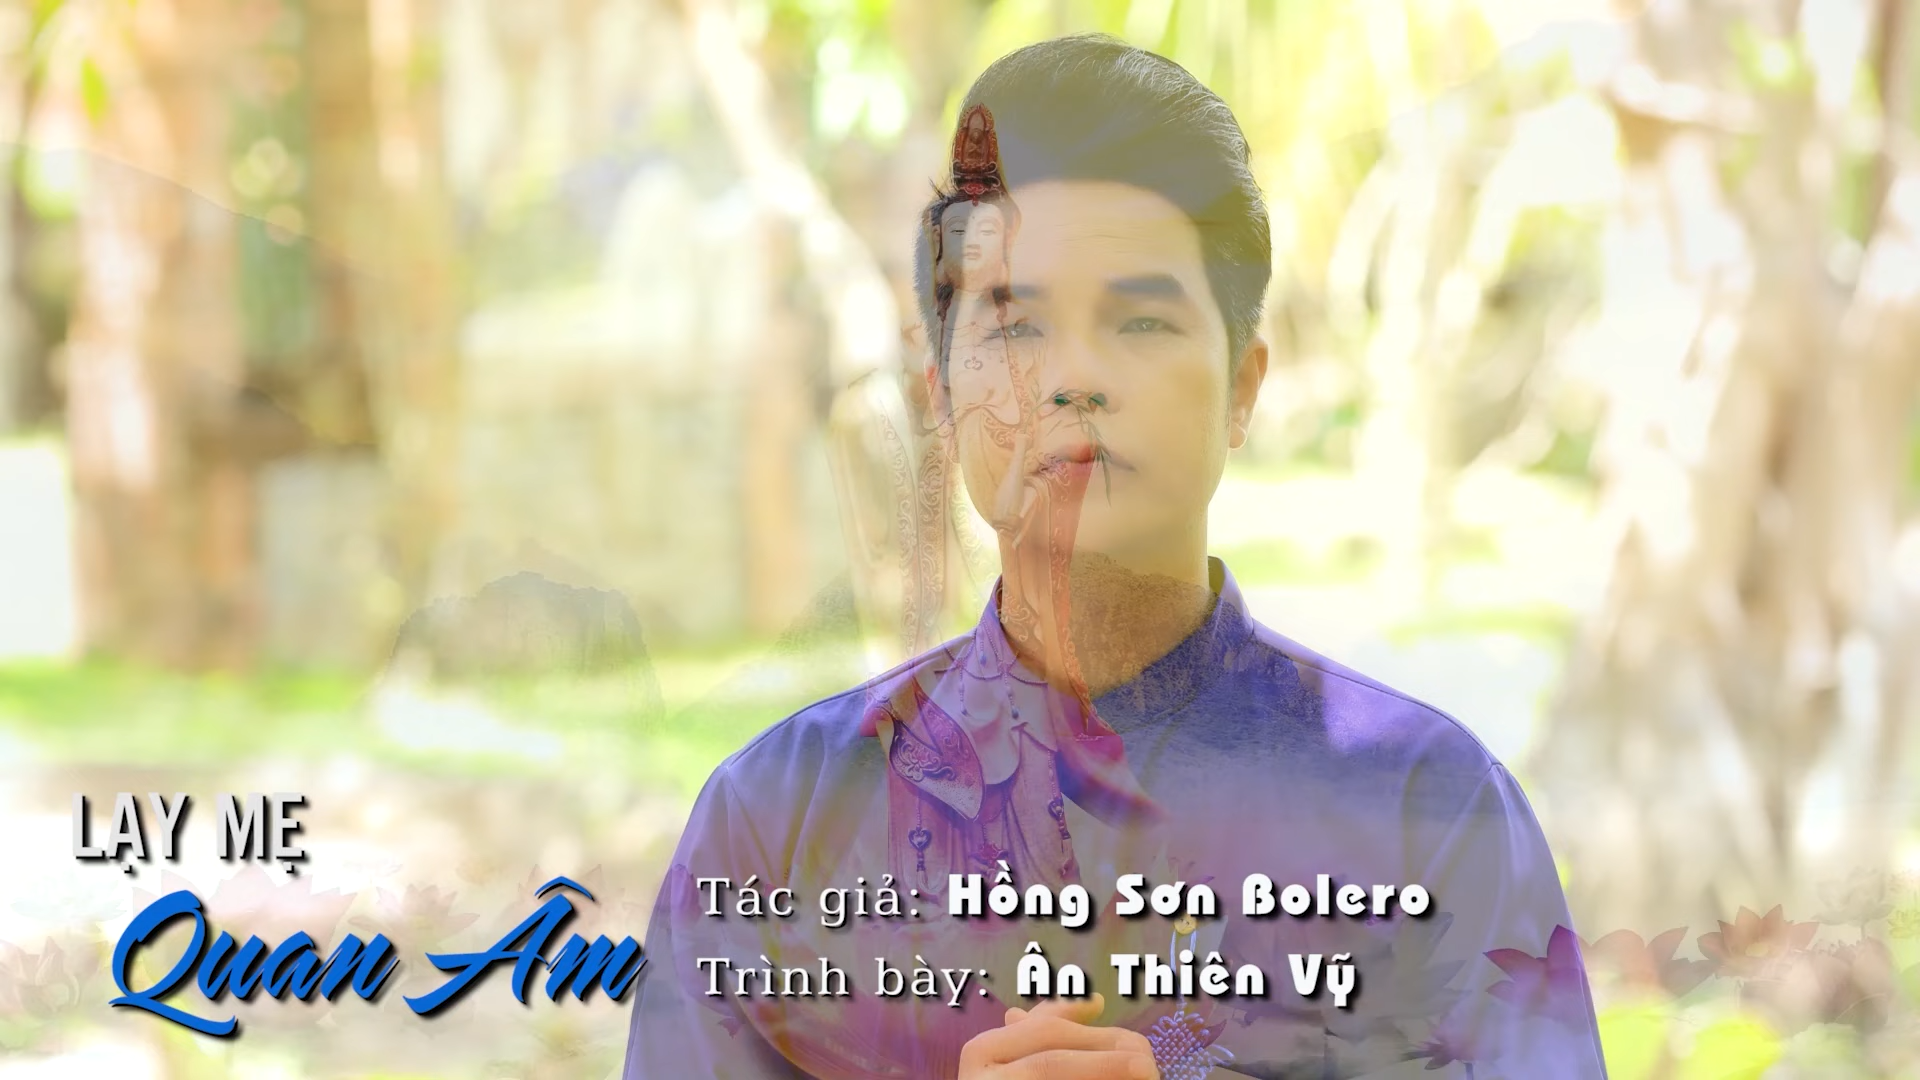 LẠY MẸ
Quan Âm
Tác giả: Hồng Sơn Bolero
Trình bày: Ân Thiên Vỹ